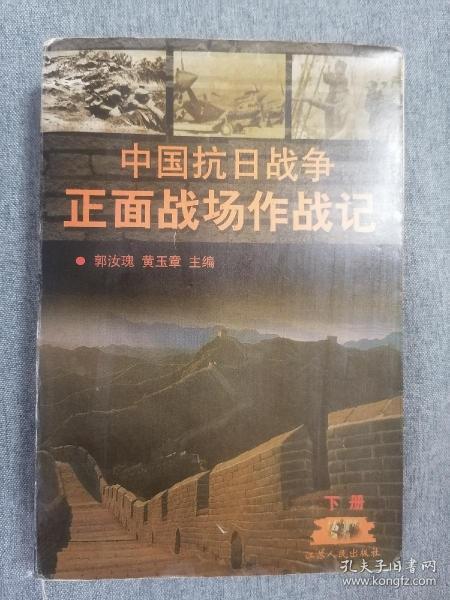 中国抗日战争
正面战场作战记
郭汝瑰 黄玉章 主编
下册
江苏人民出版社
孔夫子旧书网
www.kongfz.com